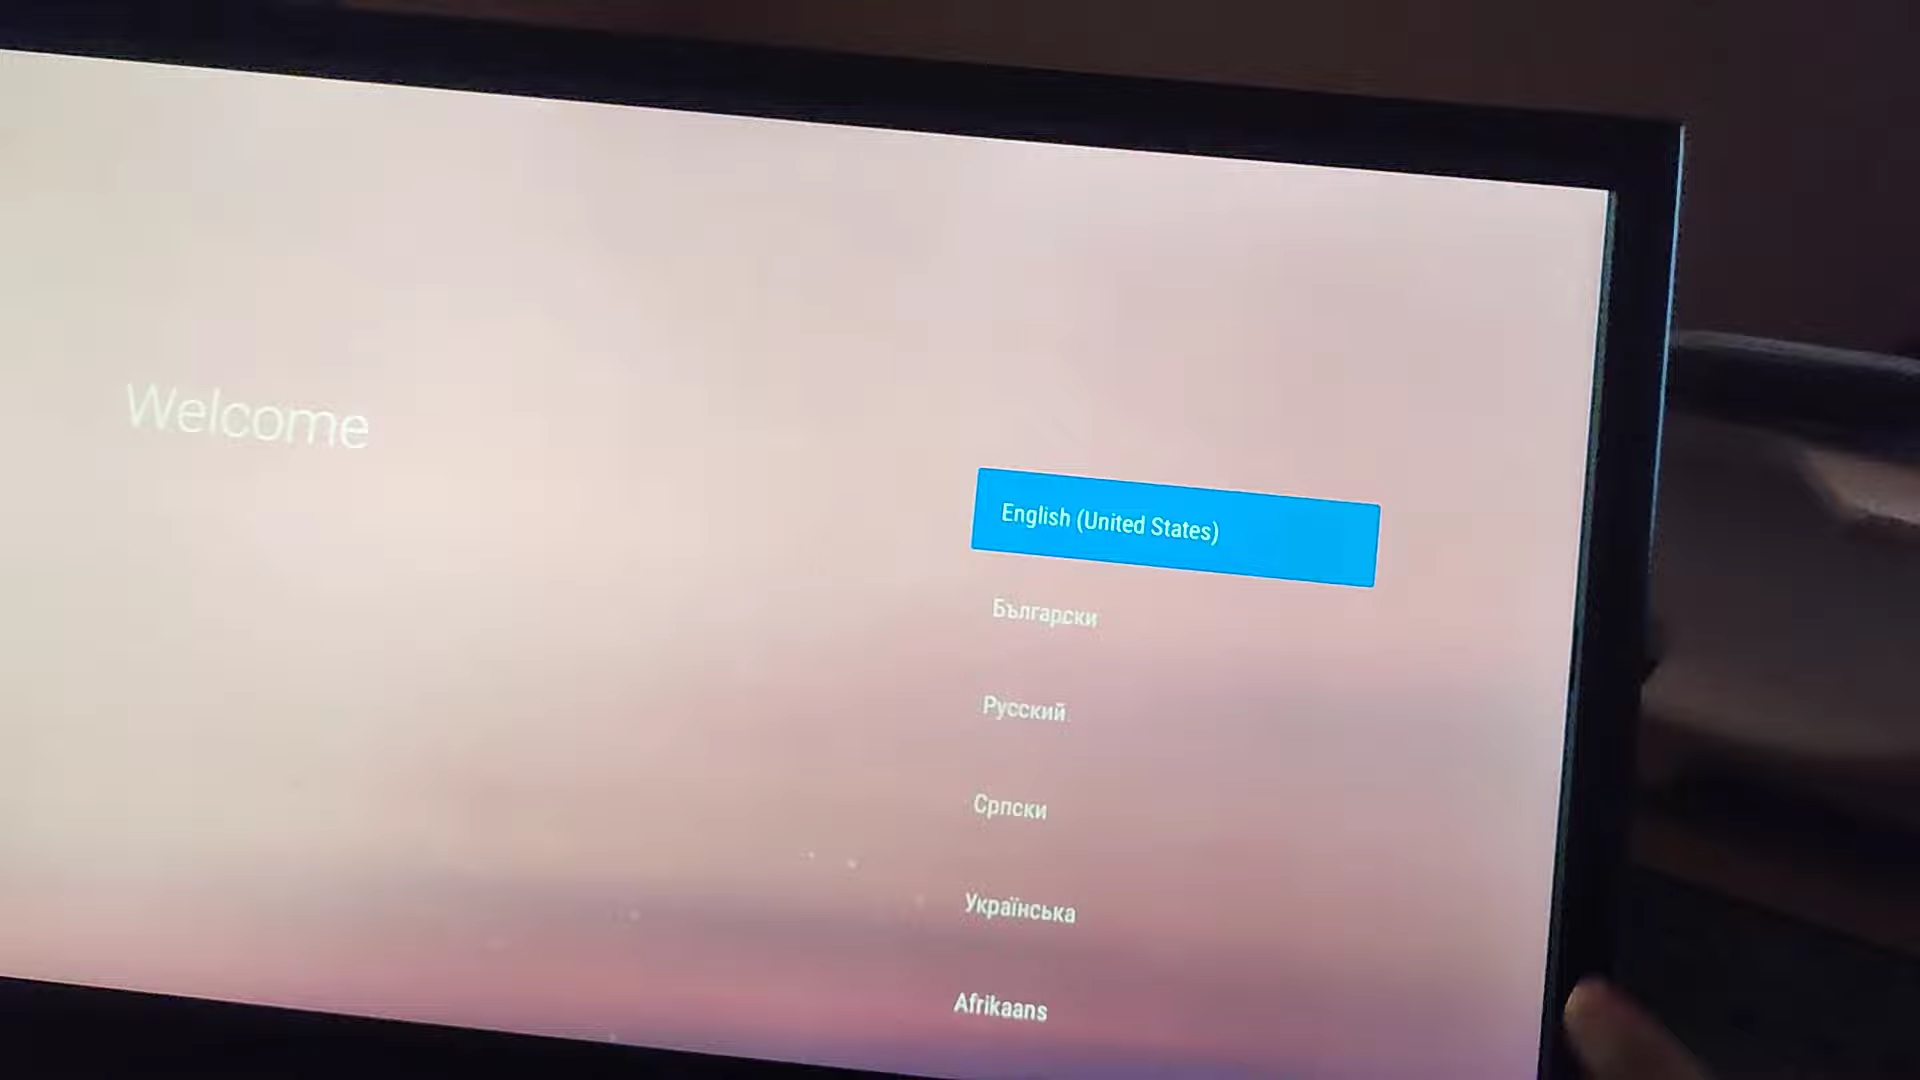 Welcome
English (United States)
Български
Русский
Српски
Українська
Afrikaans